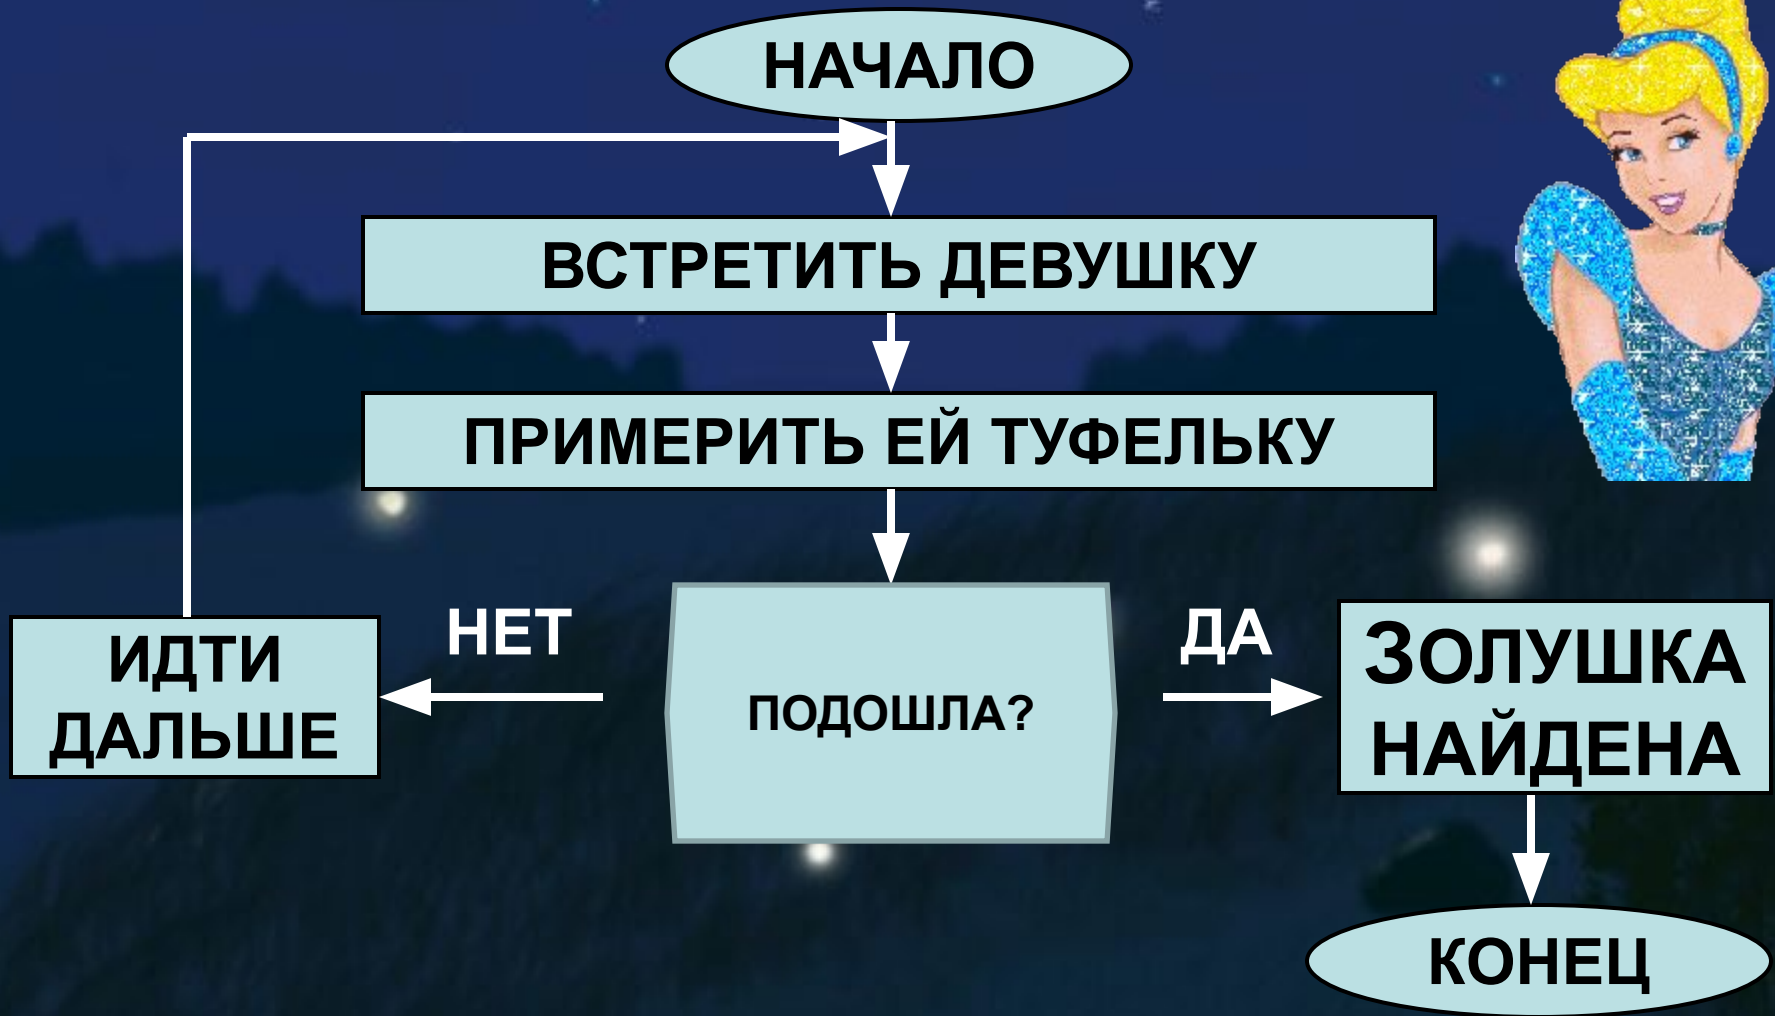 НАЧАЛО
ВСТРЕТИТЬ ДЕВУШКУ
ПРИМЕРИТЬ ЕЙ ТУФЕЛЬКУ
ПОДОШЛА?
НЕТ
ИДТИ
ДАЛЬШЕ
ДА
ЗОЛУШКА
НАЙДЕНА
КОНЕЦ